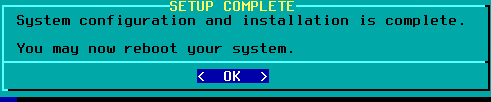 SETUP COMPLETE
System configuration and installation is complete.
You may now reboot your system.
< OK >